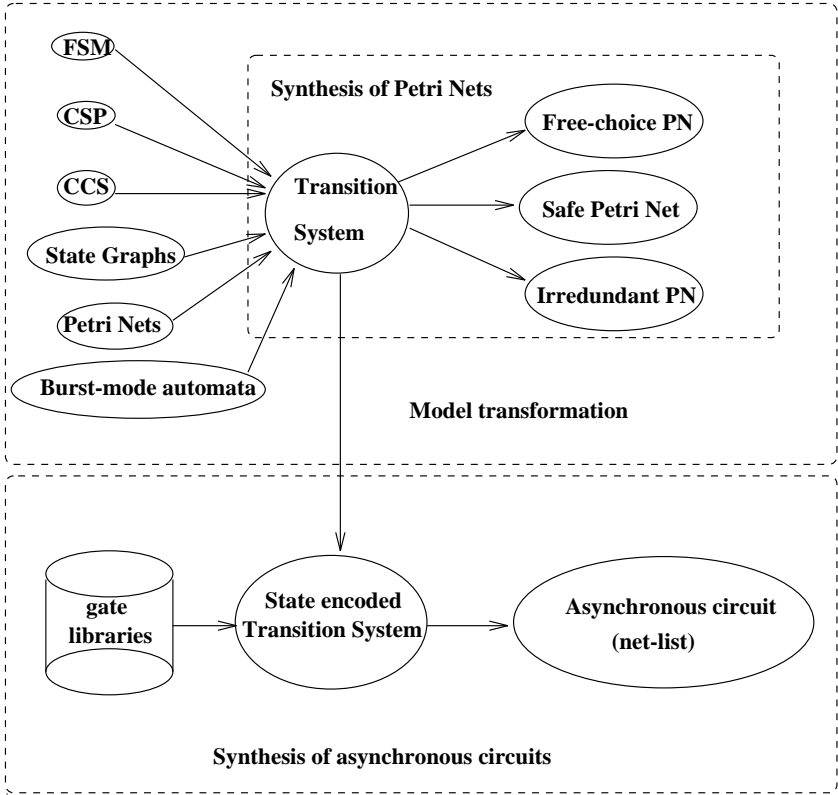 FSM
CSP
CCS
State Graphs
Petri Nets
Burst-mode automata
Synthesis of Petri Nets
Transition
System
Free-choice PN
Safe Petri Net
Irredundant PN
Model transformation
gate
libraries
State encoded
Transition System
Asynchronous circuit
(net-list)
Synthesis of asynchronous circuits